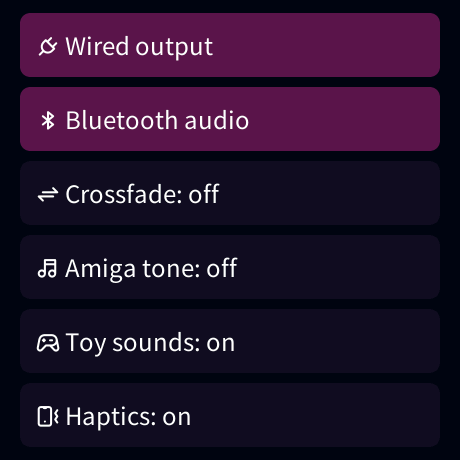 Wired output
Bluetooth audio
Crossfade: off
Amiga tone: off
Toy sounds: on
Haptics: on